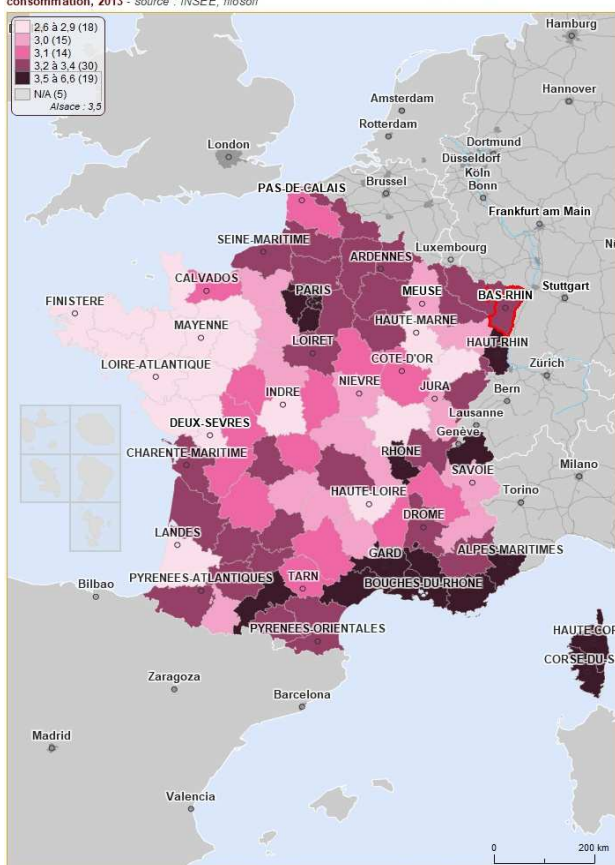 consommation, 2013 - source : INSEE, filosofi
2,6 à 2,9 (18)
3,0 (15)
3,1 (14)
3,2 à 3,4 (30)
3,5 à 6,6 (19)
N/A (5)
Alsace : 3,5
Hamburg
Hannover
Amsterdam
Rotterdam
London
Dortmund
Düsseldorf
Köln
Bonn
Brussel
PAS-DE-CALAIS
Frankfurt am Main
SEINE-MARITIME
ARDENNES
Luxembourg
CALVADOS
PARIS
MEUSE
BAS-RHIN
Stuttgart
FINISTERE
MAYENNE
HAUTE-MARNE
HAUT-RHIN
LOIRET
LOIRE-ATLANTIQUE
COTE-D'OR
Zürich
INDRE
NIEVRE
JURA
Bern
DEUX-SEVRES
Lausanne
Genève
CHARENTE-MARITIME
RHONE
SAVOIE
Milano
HAUTE-LOIRE
Torino
DROME
LANDES
GARD
ALPES-MARITIMES
Bilbao
PYRENEES-ATLANTIQUES
TARN
BOUCHES-DU-RHONE
PYRENEES-ORIENTALES
HAUTE-COR
CORSE-DU-S
Zaragoza
Barcelona
Madrid
Valencia
0 200 km